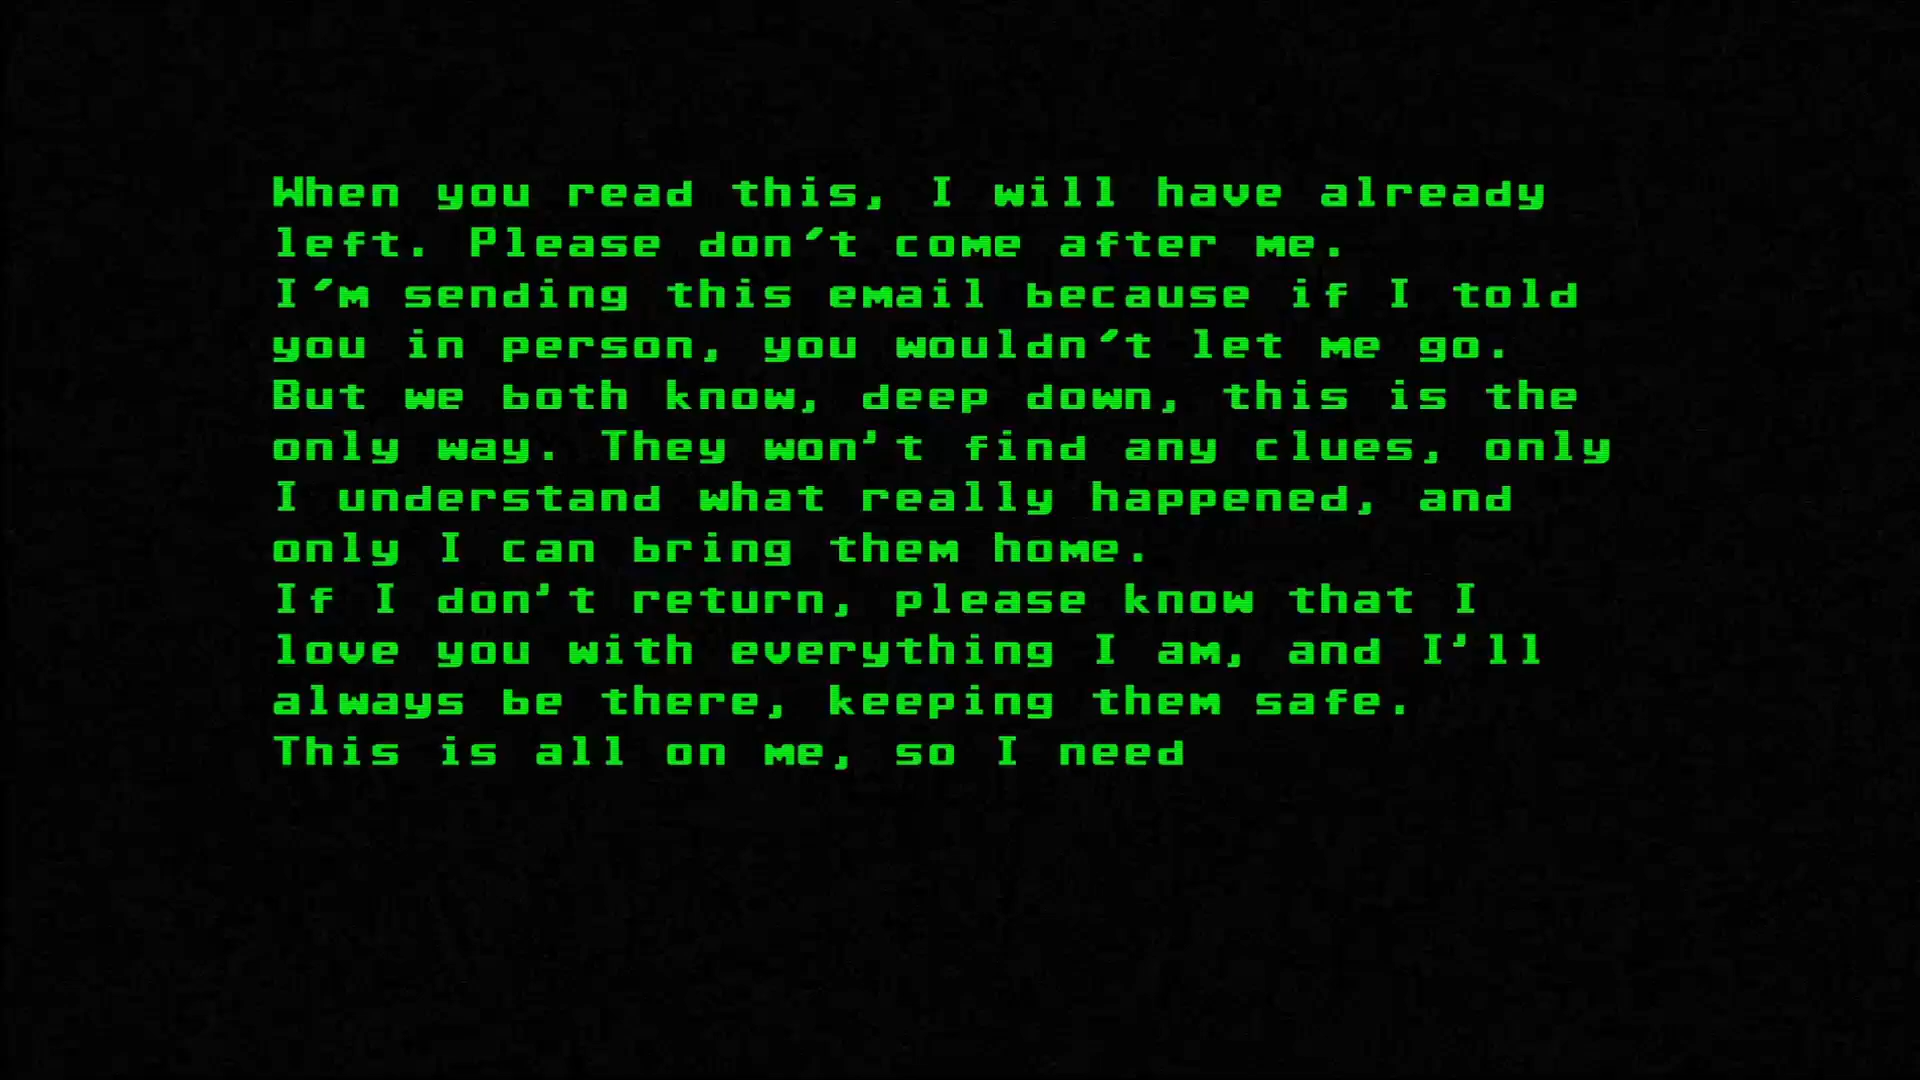 When you read this, I will have already
left. Please don´t come after me.
I´m sending this email because if I told
you in person, you wouldn´t let me go.
But we both know, deep down, this is the
only way. They won't find any clues, only
I understand what really happened, and
only I can bring them home.
If I don't return, please know that I
love you with everything I am, and I'll
always be there, keeping them safe.
This is all on me, so I need